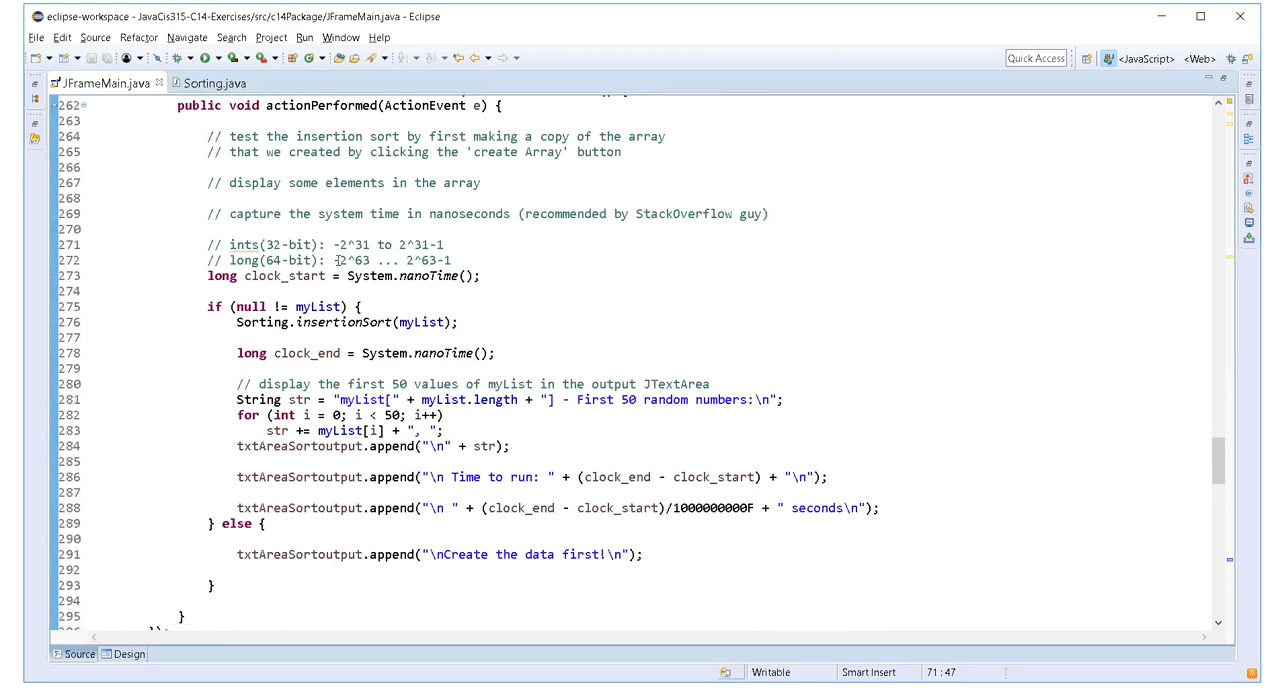 eclipse-workspace - JavaCis315-C14-Exercises/src/c14Package/JFrameMain.java - Eclipse
File Edit Source Refactor Navigate Search Project Run Window Help
Quick Access <JavaScript> <Web>
JFrameMain.java Sorting.java
262 public void actionPerformed(ActionEvent e) {
263
264 // test the insertion sort by first making a copy of the array
265 // that we created by clicking the 'create Array' button
266
267 // display some elements in the array
268
269 // capture the system time in nanoseconds (recommended by StackOverflow guy)
270
271 // ints(32-bit): -2^31 to 2^31-1
272 // long(64-bit): -2^63 ... 2^63-1
273 long clock_start = System.nanoTime();
274
275 if (null != myList) {
276 Sorting.insertionSort(myList);
277
278 long clock_end = System.nanoTime();
279
280 // display the first 50 values of myList in the output JTextArea
281 String str = "myList[" + myList.length + "] - First 50 random numbers:\n";
282 for (int i = 0; i < 50; i++)
283 str += myList[i] + ", ";
284 txtAreaSortoutput.append("\n" + str);
285
286 txtAreaSortoutput.append("\n Time to run: " + (clock_end - clock_start) + "\n");
287
288 txtAreaSortoutput.append("\n " + (clock_end - clock_start)/1000000000F + " seconds\n");
289 } else {
290
291 txtAreaSortoutput.append("\nCreate the data first!\n");
292
293 }
294
295 }
Source Design
Writable Smart Insert 71:47